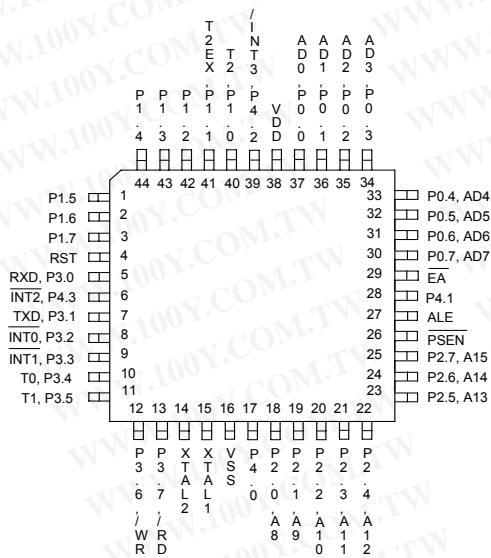 P1.4
P1.3
P1.2
T2EX, P1.1
T2, P1.0
/INT3, P4.2
VDD
AD0, P0.0
AD1, P0.1
AD2, P0.2
AD3, P0.3
44 43 42 41 40 39 38 37 36 35 34
P1.5 1
P1.6 2
P1.7 3
RST 4
RXD, P3.0 5
INT2, P4.3 6
TXD, P3.1 7
INT0, P3.2 8
INT1, P3.3 9
T0, P3.4 10
T1, P3.5 11
33 P0.4, AD4
32 P0.5, AD5
31 P0.6, AD6
30 P0.7, AD7
29 EA
28 P4.1
27 ALE
26 PSEN
25 P2.7, A15
24 P2.6, A14
23 P2.5, A13
12 13 14 15 16 17 18 19 20 21 22
P3.6, /WR
P3.7, /RD
XTAL2
XTAL1
VSS
P4.0
P2.0, A8
P2.1, A9
P2.2, A10
P2.3, A11
P2.4, A12
WWW.100Y.COM.TW